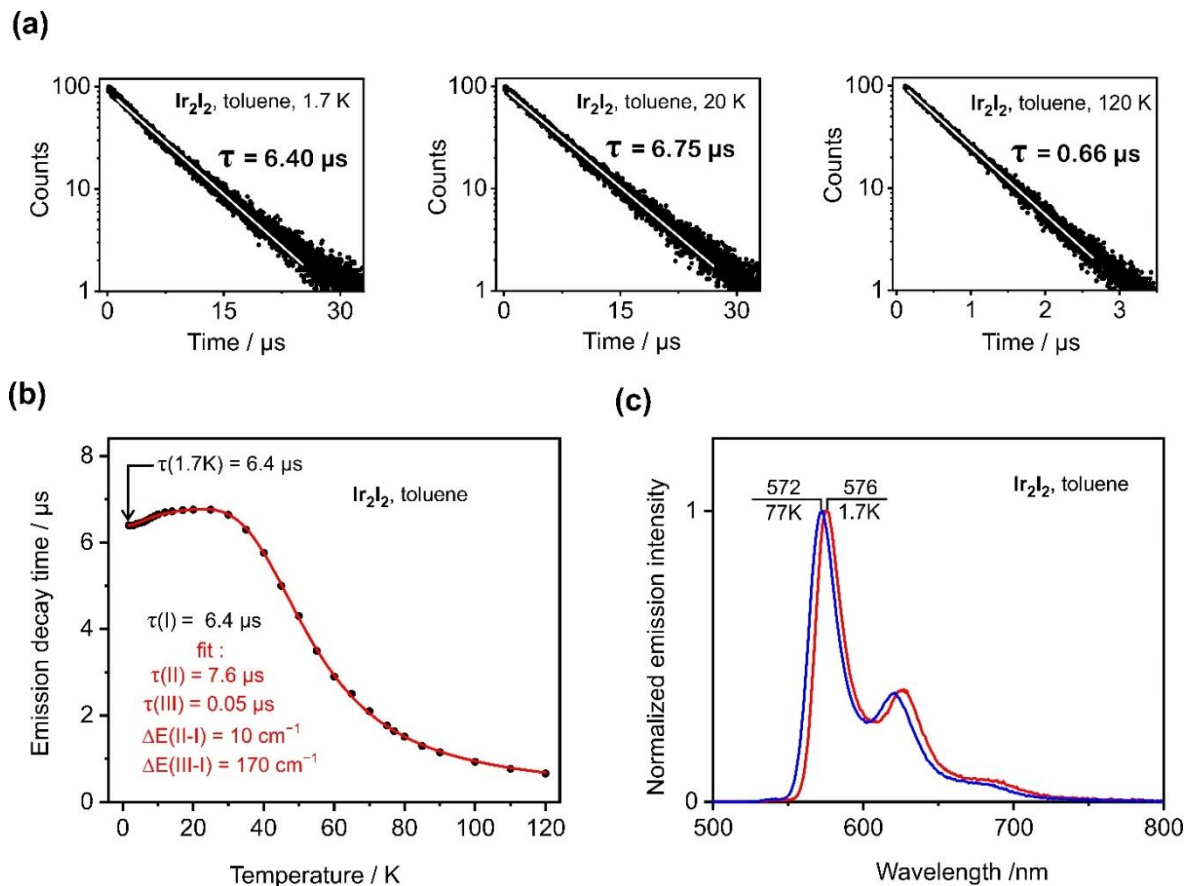 (a)
Ir₂I₂, toluene, 1.7 K
τ = 6.40 µs
100
10
1
Counts
0 15 30
Time / µs
Ir₂I₂, toluene, 20 K
τ = 6.75 µs
100
10
1
Counts
0 15 30
Time / µs
Ir₂I₂, toluene, 120 K
τ = 0.66 µs
100
10
1
Counts
0 1 2 3
Time / µs
(b)
τ(1.7K) = 6.4 µs
Ir₂I₂, toluene
τ(I) = 6.4 µs
fit :
τ(II) = 7.6 µs
τ(III) = 0.05 µs
ΔE(II-I) = 10 cm⁻¹
ΔE(III-I) = 170 cm⁻¹
8
6
4
2
0
Emission decay time / µs
0 20 40 60 80 100 120
Temperature / K
(c)
572 576
77K 1.7K
Ir₂I₂, toluene
1
0
Normalized emission intensity
500 600 700 800
Wavelength /nm